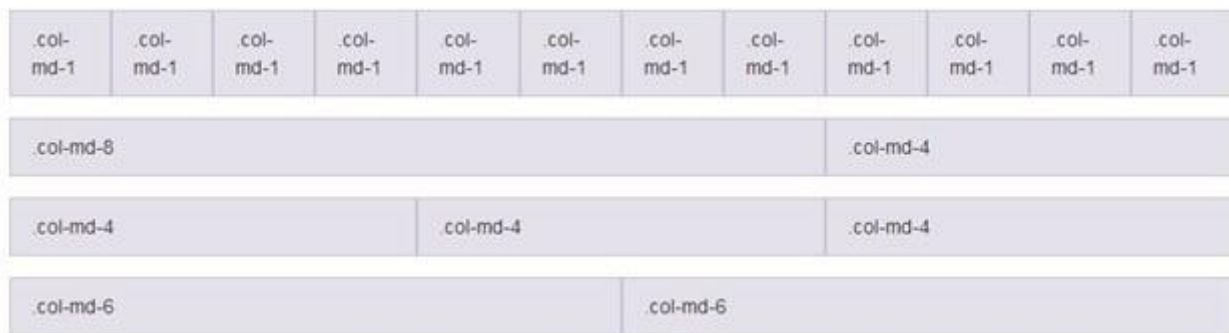 .col- .col- .col- .col- .col- .col- .col- .col- .col- .col- .col- .col-
md-1 md-1 md-1 md-1 md-1 md-1 md-1 md-1 md-1 md-1 md-1 md-1
.col-md-8 .col-md-4
.col-md-4 .col-md-4 .col-md-4
.col-md-6 .col-md-6